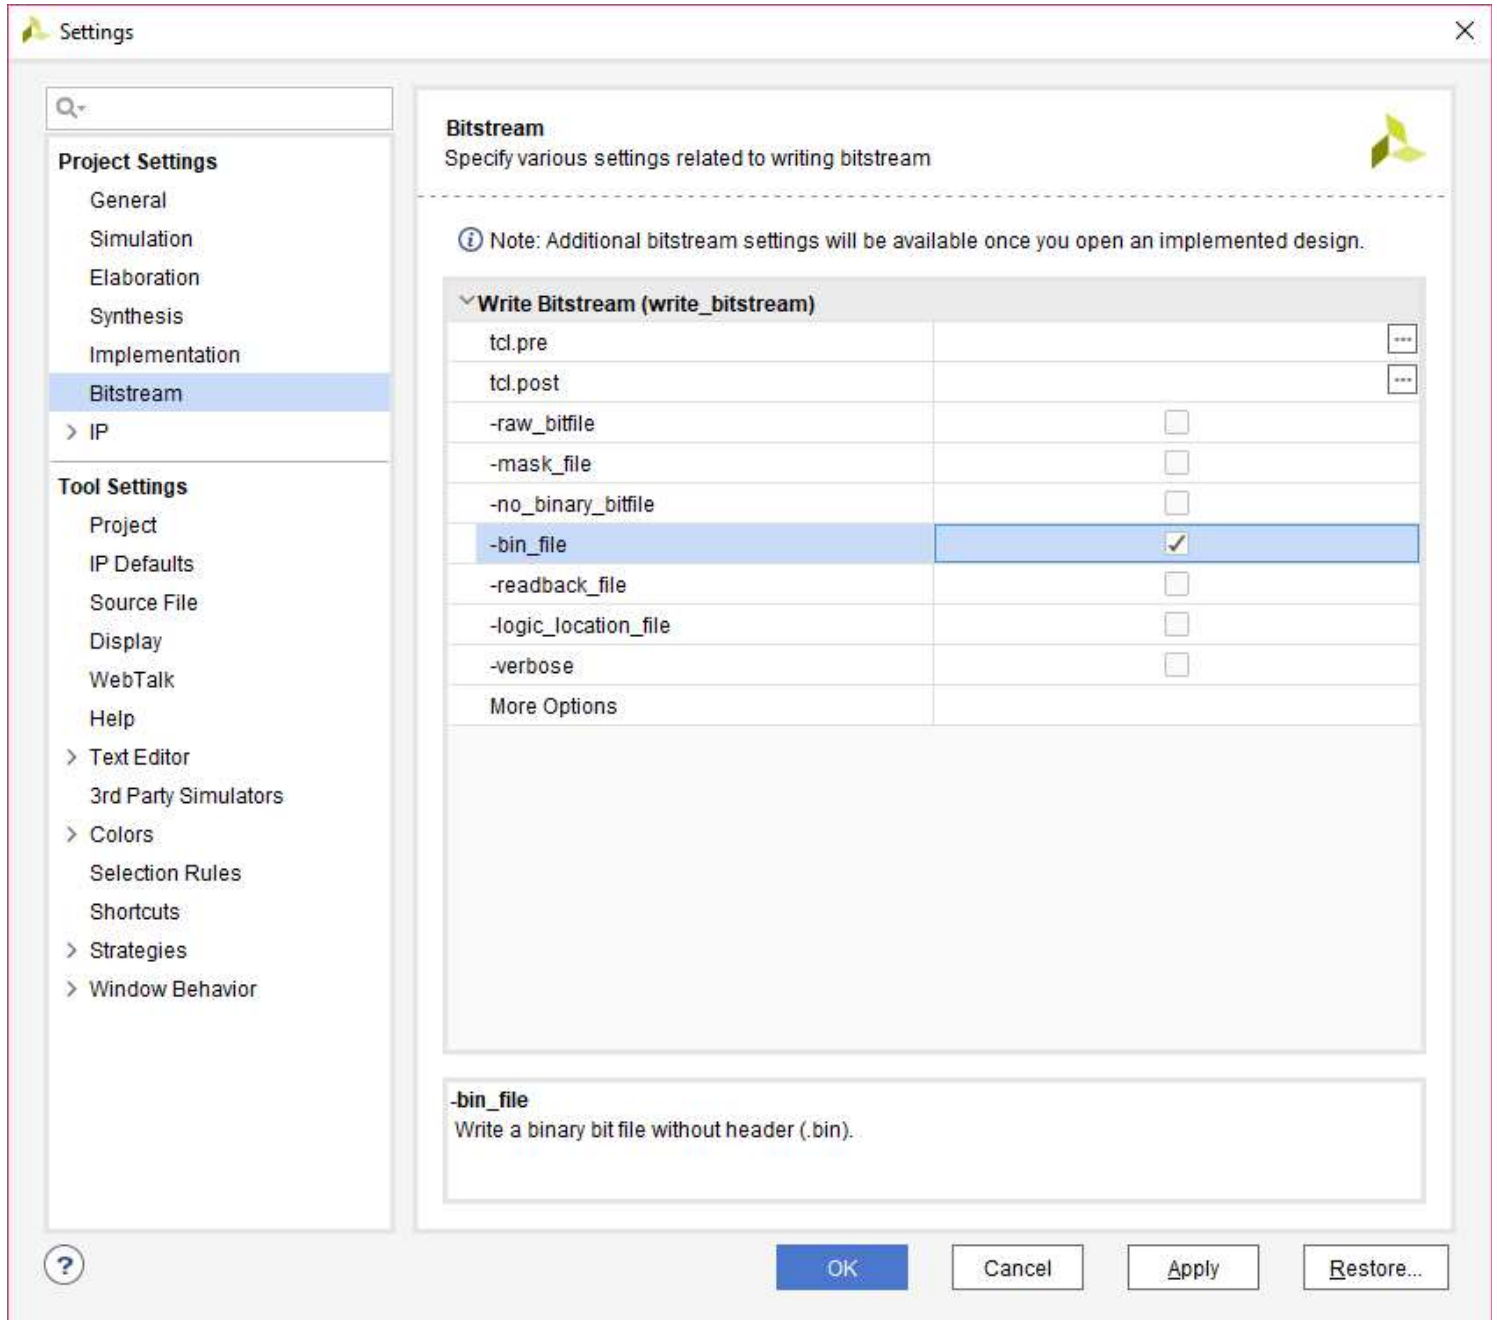 Settings
Project Settings
General
Simulation
Elaboration
Synthesis
Implementation
Bitstream
IP
Tool Settings
Project
IP Defaults
Source File
Display
WebTalk
Help
Text Editor
3rd Party Simulators
Colors
Selection Rules
Shortcuts
Strategies
Window Behavior
Bitstream
Specify various settings related to writing bitstream
Note: Additional bitstream settings will be available once you open an implemented design.
Write Bitstream (write_bitstream)
tcl.pre
tcl.post
-raw_bitfile
-mask_file
-no_binary_bitfile
-bin_file
-readback_file
-logic_location_file
-verbose
More Options
-bin_file
Write a binary bit file without header (.bin).
?
OK
Cancel
Apply
Restore...